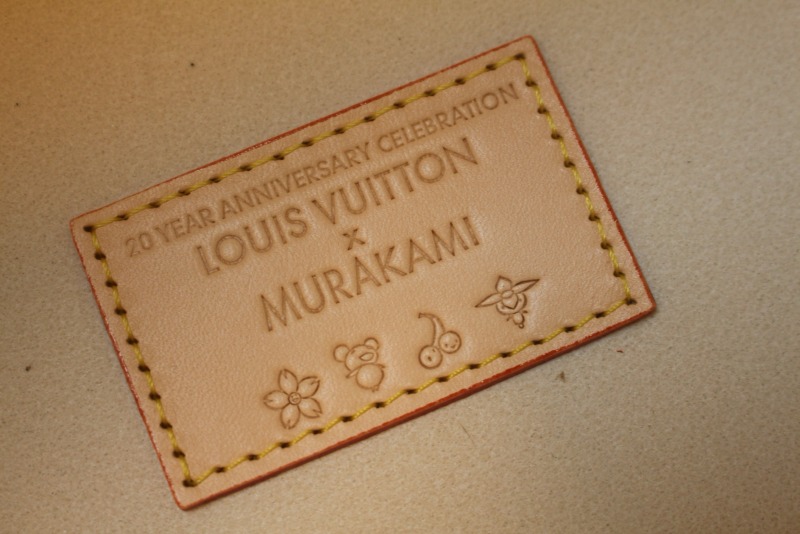 20 YEAR ANNIVERSARY CELEBRATION
LOUIS VUITTON
x
MURAKAMI